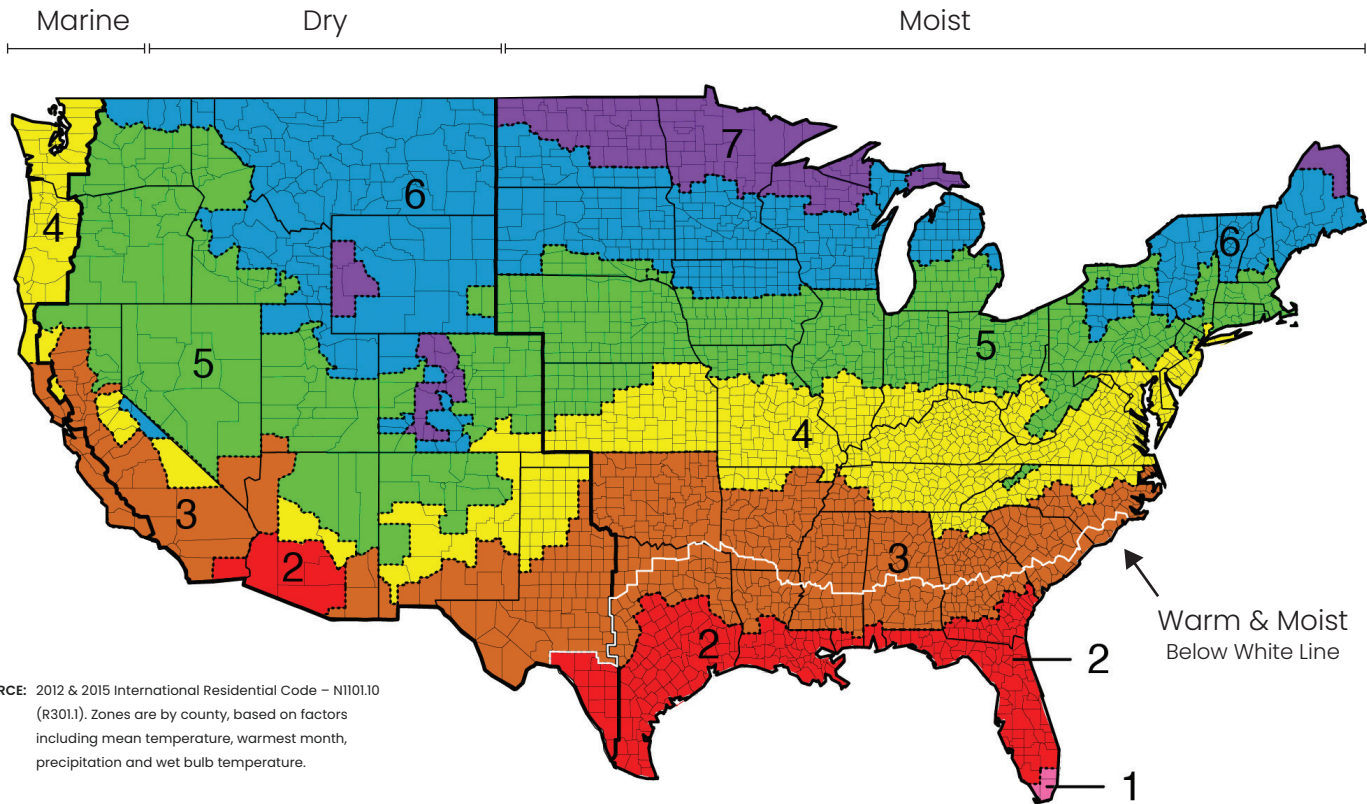 Marine Dry Moist
7
6
4
6
5
5
4
3
3
2
2
Warm & Moist
Below White Line
2
RCE: 2012 & 2015 International Residential Code – N1101.10
(R301.1). Zones are by county, based on factors
including mean temperature, warmest month,
precipitation and wet bulb temperature.
1